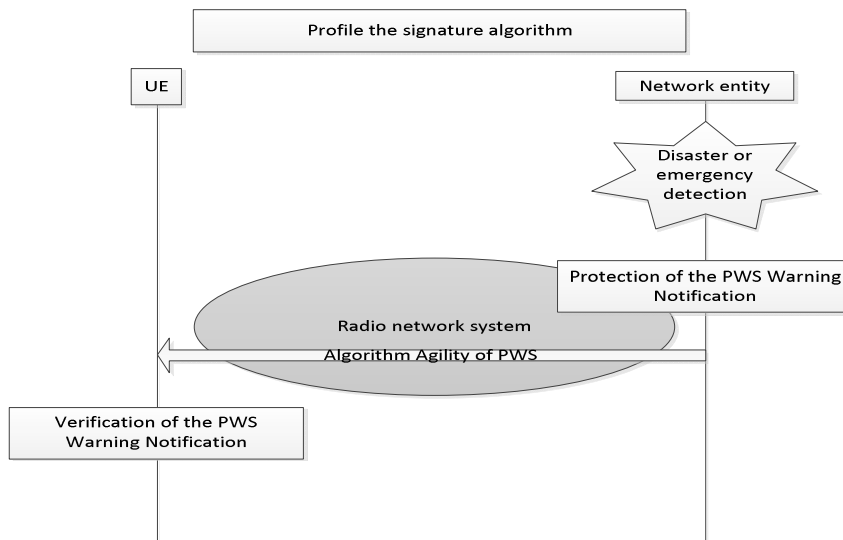 Profile the signature algorithm
UE
Network entity
Disaster or
emergency
detection
Protection of the PWS Warning
Notification
Radio network system
Algorithm Agility of PWS
Verification of the PWS
Warning Notification